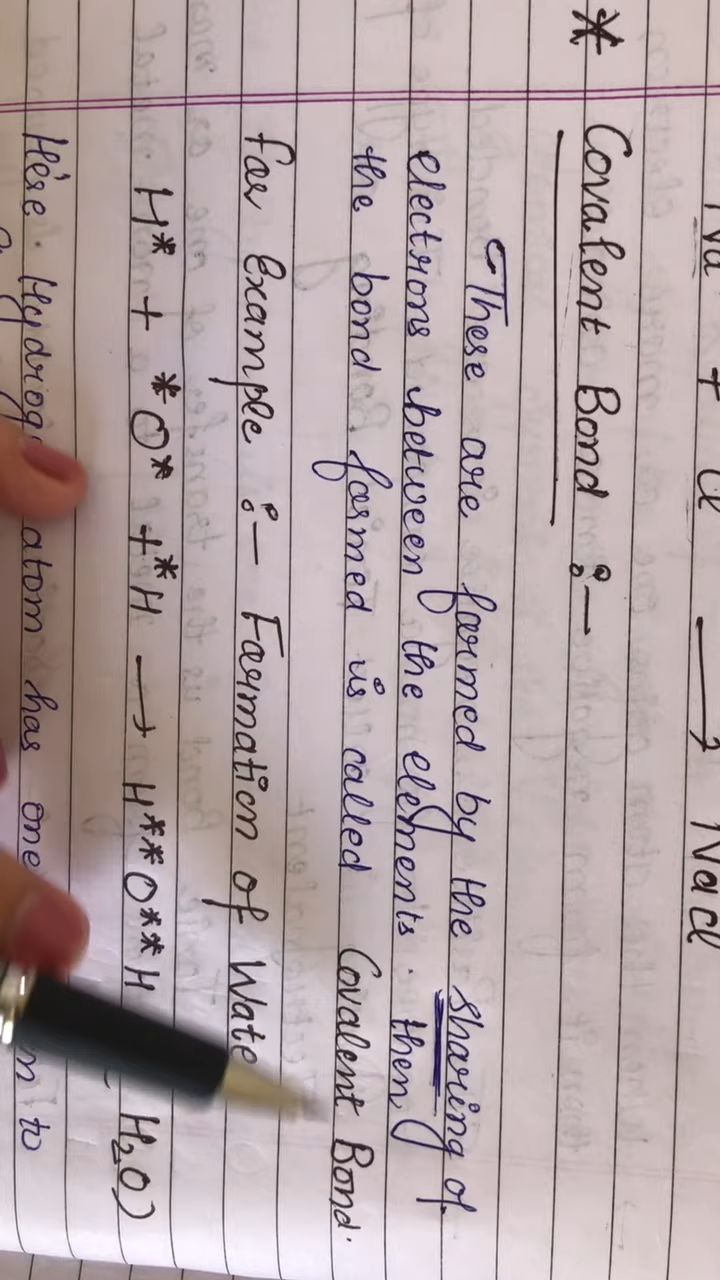 Na + Cl → NaCl
* Covalent Bond :-
These are formed by the sharing of
electrons between the elements. then
the bond formed is called Covalent Bond.
for Example :- Formation of Wate
H* + *O* + *H → H**O**H H₂O)
Here. Hydrog atom has one to